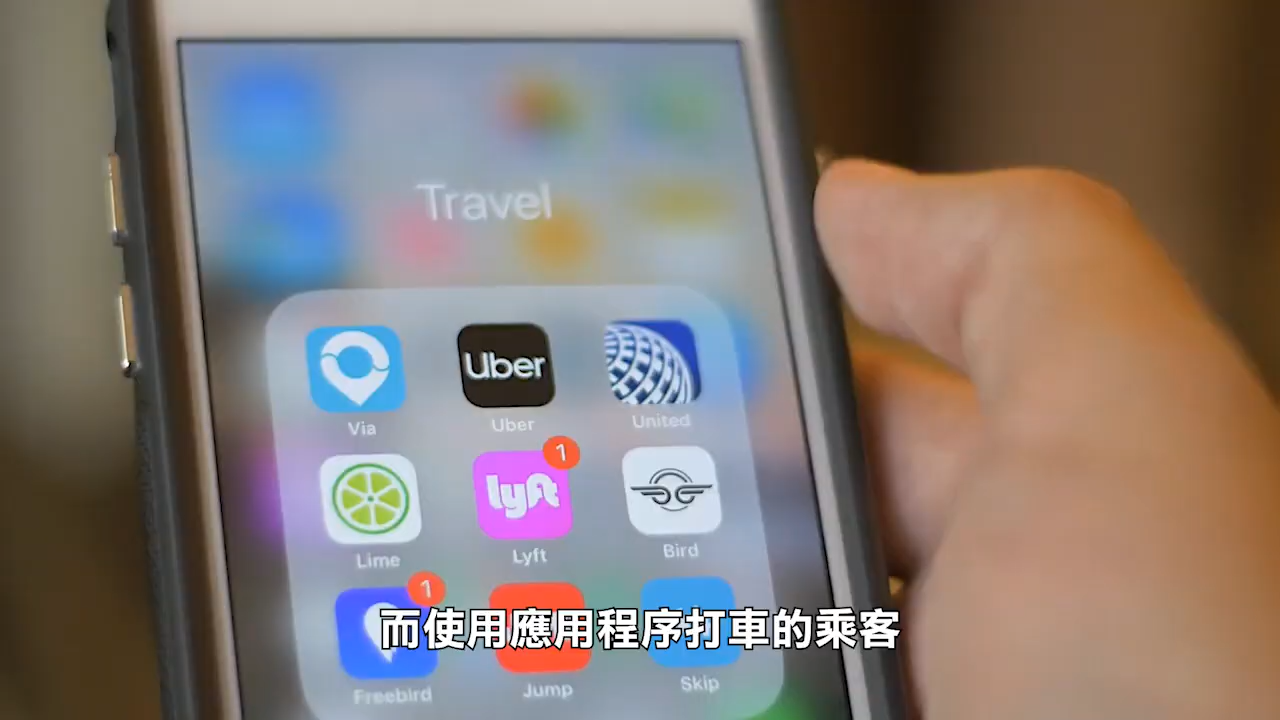 Travel
Uber
Via
Uber
United
1
lyft
Lime
Lyft
Bird
1
而使用應用程序打車的乘客
Freebird
Jump
Skip